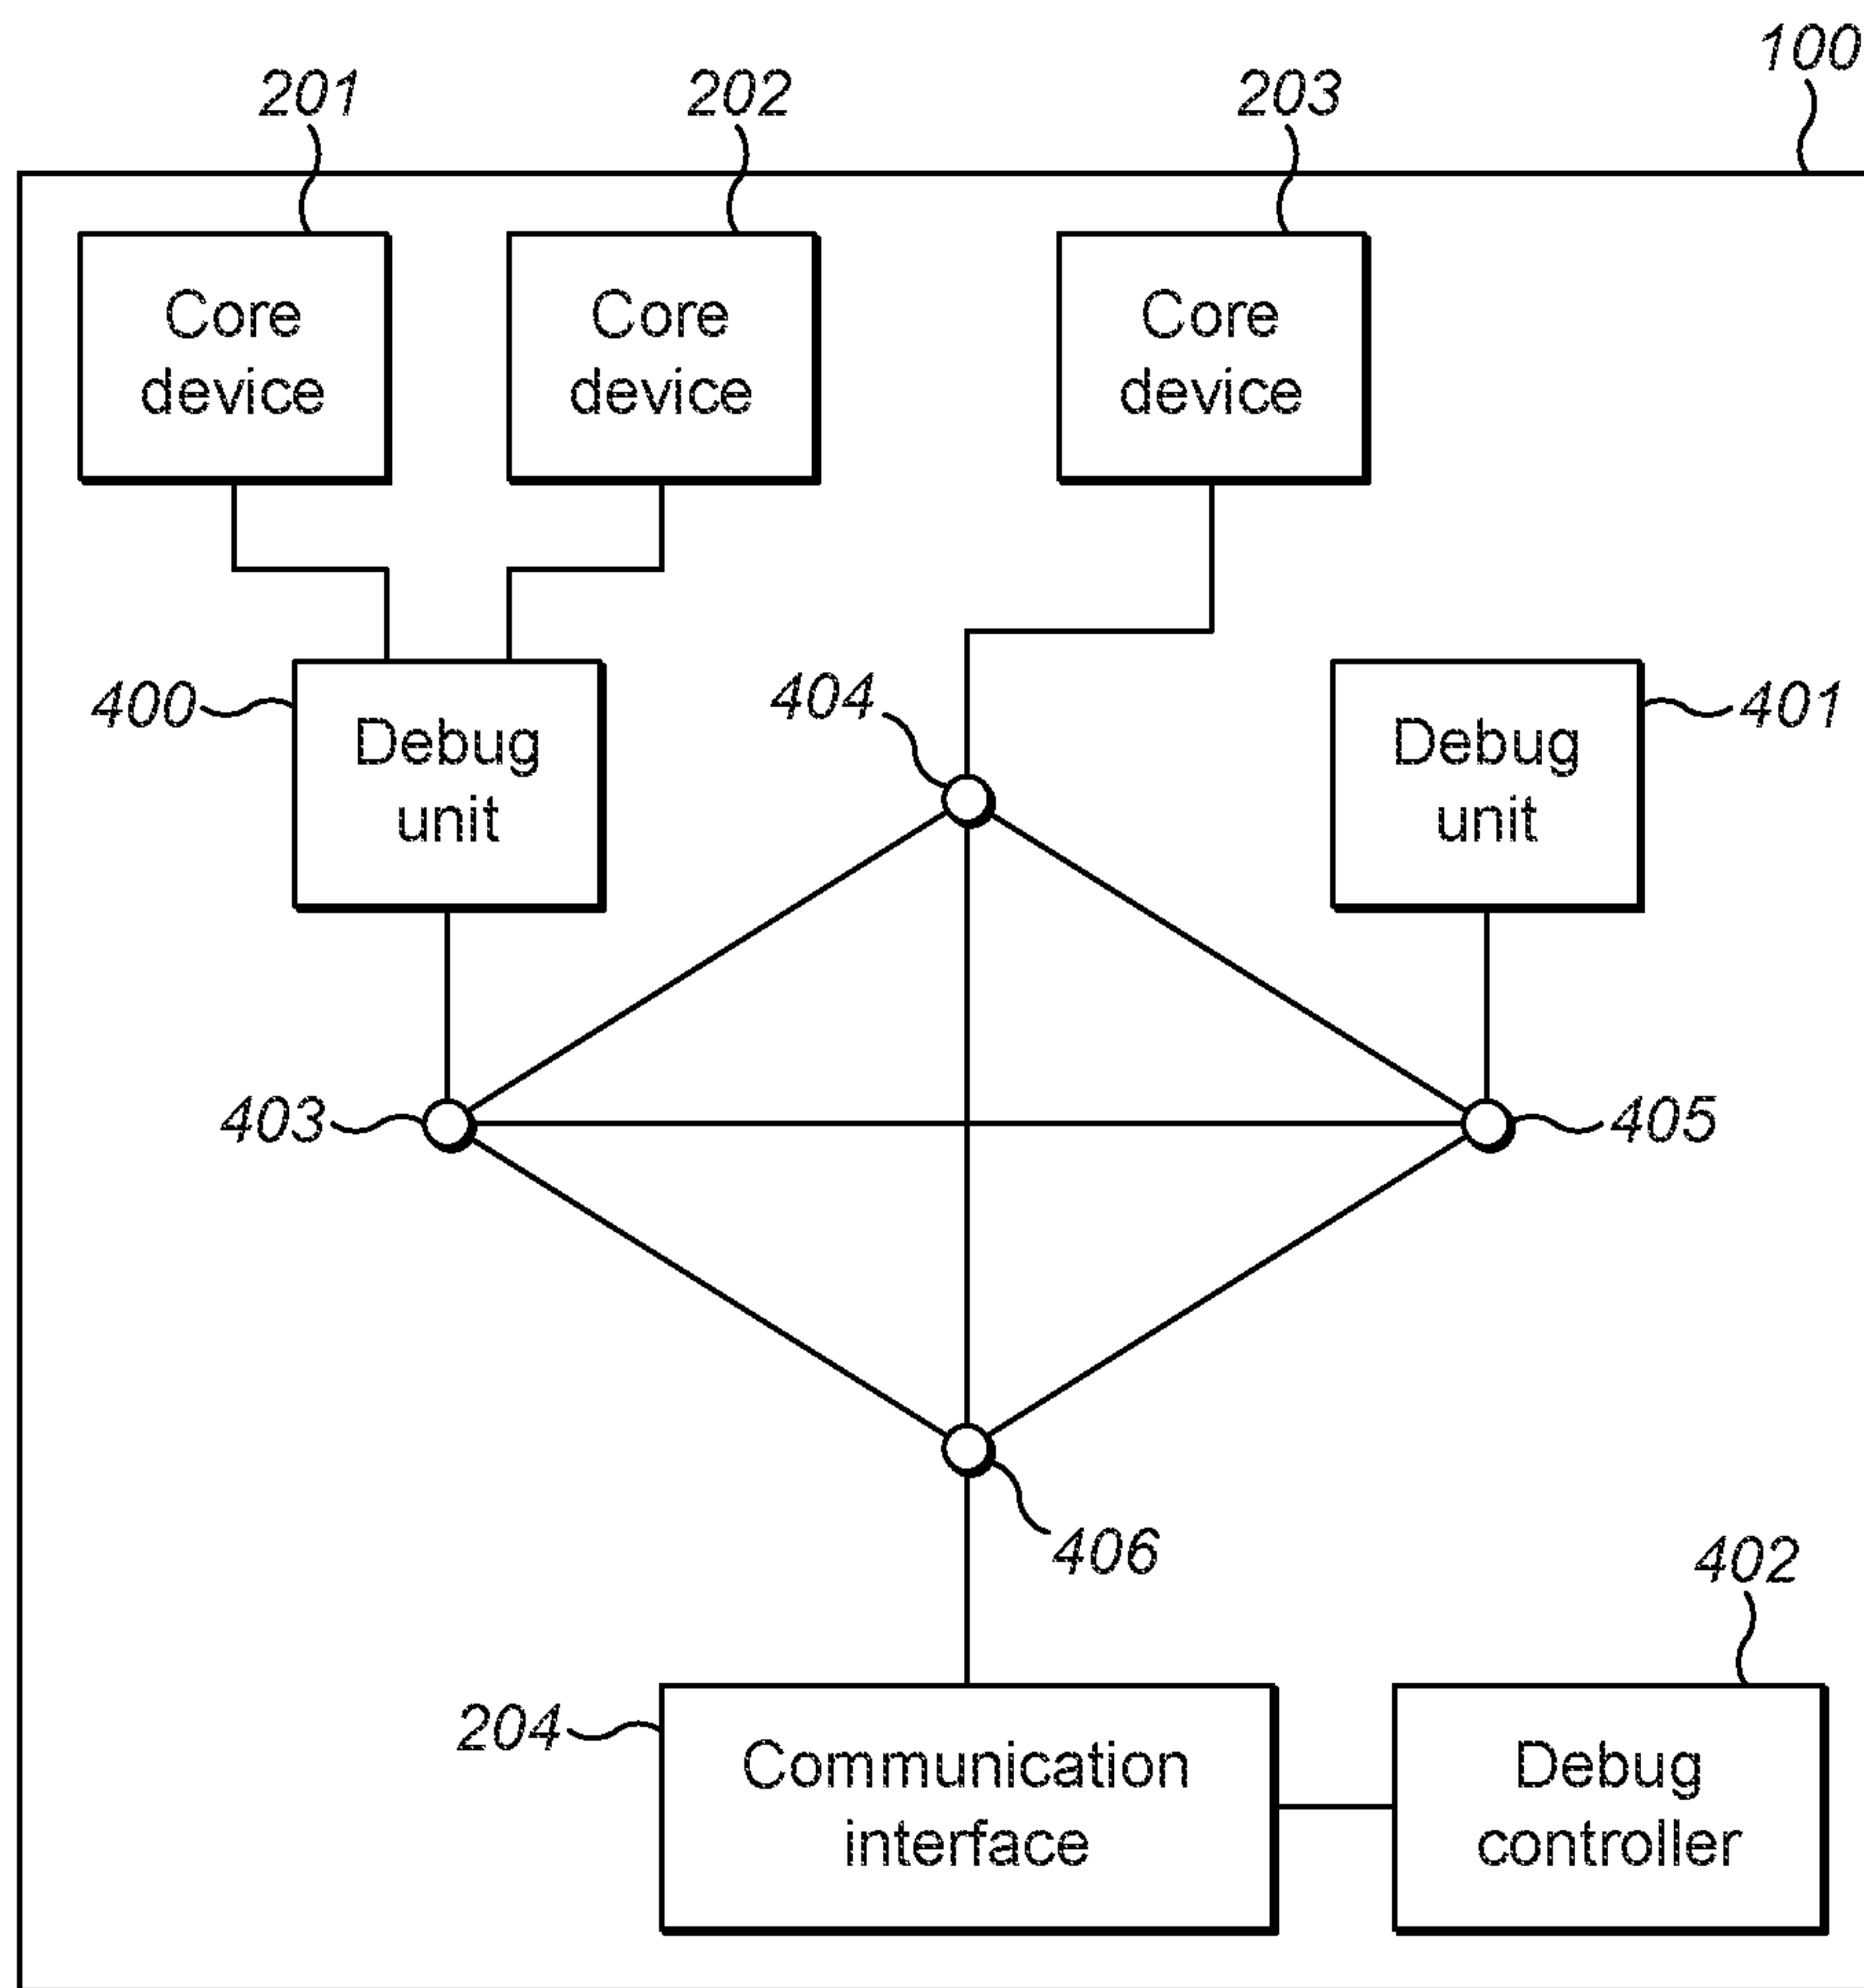 100
201
202
203
Core
device
Core
device
Core
device
400
Debug
unit
404
Debug
unit
401
403
405
406
402
204
Communication
interface
Debug
controller